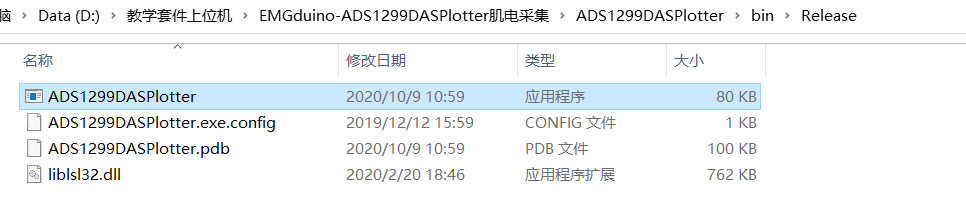 脑 > Data (D:) > 教学套件上位机 > EMGduino-ADS1299DASPlotter肌电采集 > ADS1299DASPlotter > bin > Release
名称 修改日期 类型 大小
ADS1299DASPlotter 2020/10/9 10:59 应用程序 80 KB
ADS1299DASPlotter.exe.config 2019/12/12 15:59 CONFIG 文件 1 KB
ADS1299DASPlotter.pdb 2020/10/9 10:59 PDB 文件 100 KB
liblsl32.dll 2020/2/20 18:46 应用程序扩展 762 KB